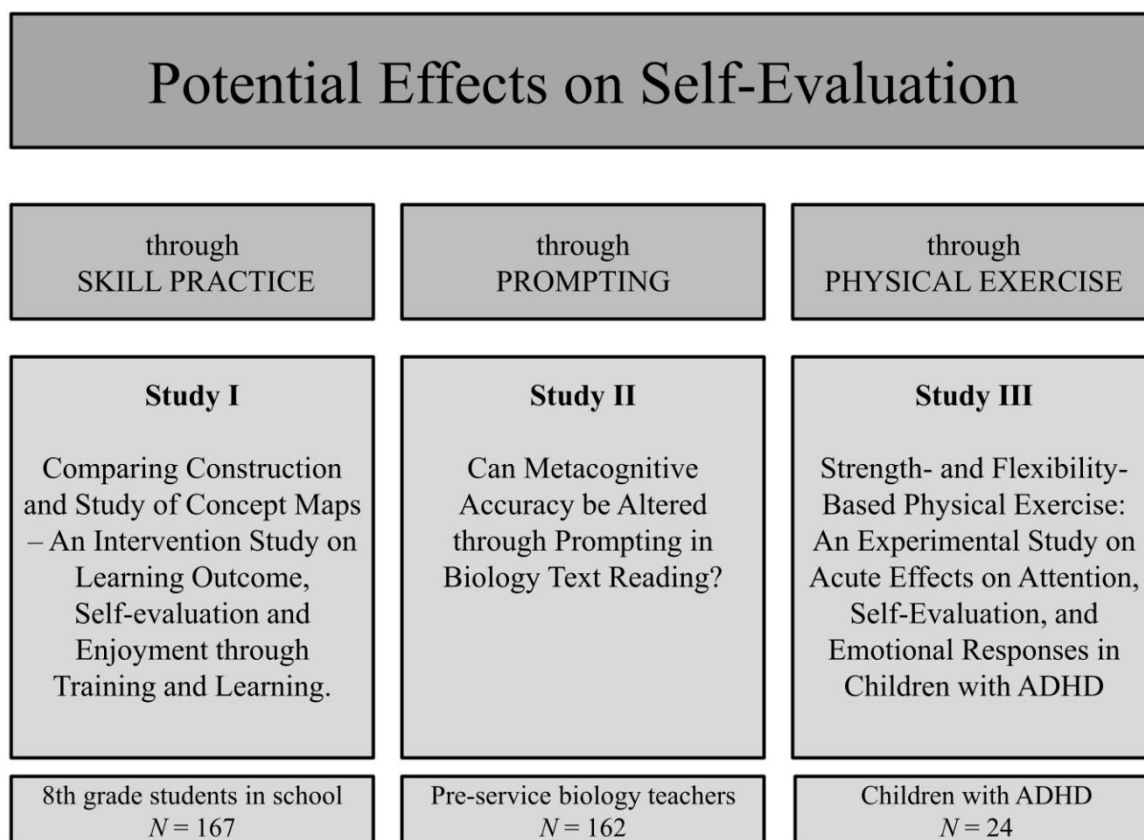 Potential Effects on Self-Evaluation
through
SKILL PRACTICE
through
PROMPTING
through
PHYSICAL EXERCISE
Study I
Comparing Construction
and Study of Concept Maps
– An Intervention Study on
Learning Outcome,
Self-evaluation and
Enjoyment through
Training and Learning.
Study II
Can Metacognitive
Accuracy be Altered
through Prompting in
Biology Text Reading?
Study III
Strength- and Flexibility-
Based Physical Exercise:
An Experimental Study on
Acute Effects on Attention,
Self-Evaluation, and
Emotional Responses in
Children with ADHD
8th grade students in school
N = 167
Pre-service biology teachers
N = 162
Children with ADHD
N = 24